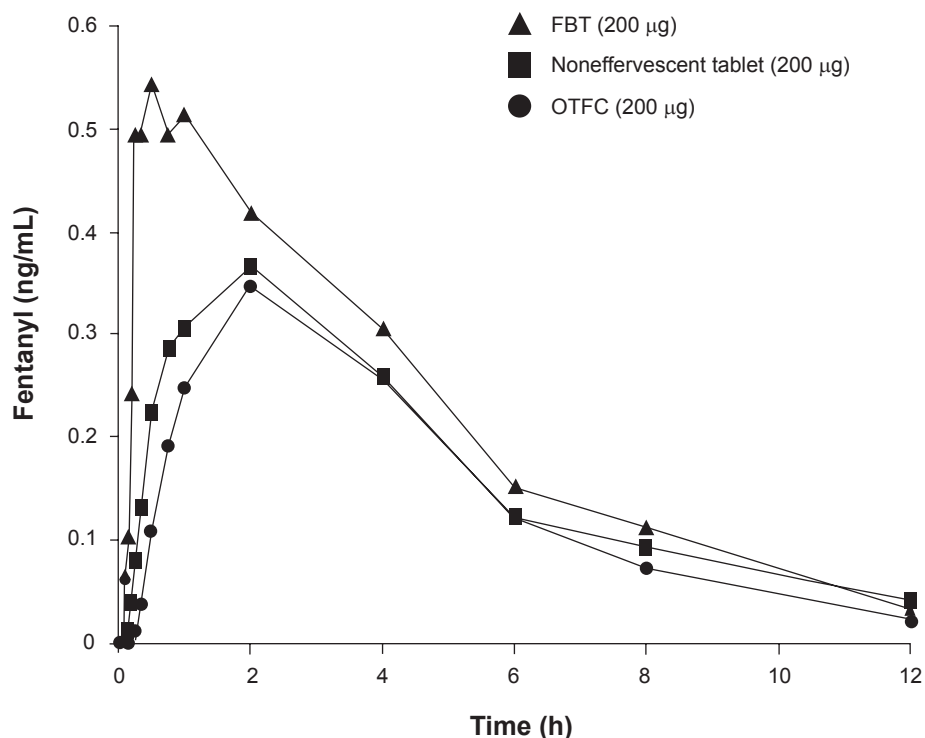 0.6
0.5
0.4
0.3
0.2
0.1
0
Fentanyl (ng/mL)
FBT (200 μg)
Noneffervescent tablet (200 μg)
OTFC (200 μg)
0 2 4 6 8 10 12
Time (h)